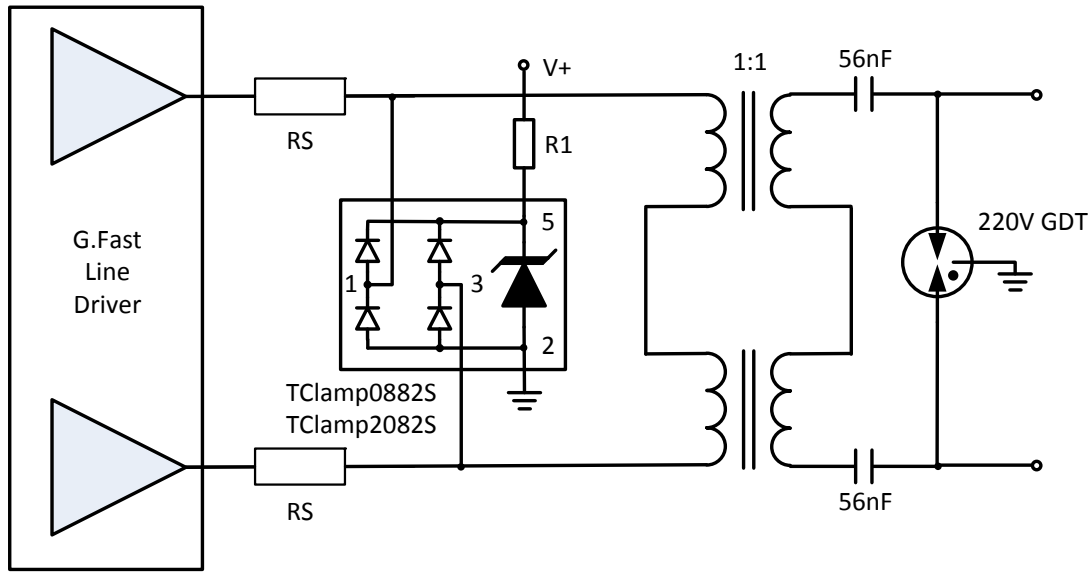 56nF
V+
1:1
RS
R1
G.Fast
Line
Driver
5
220V GDT
1
3
2
TClamp0882S
TClamp2082S
RS
56nF